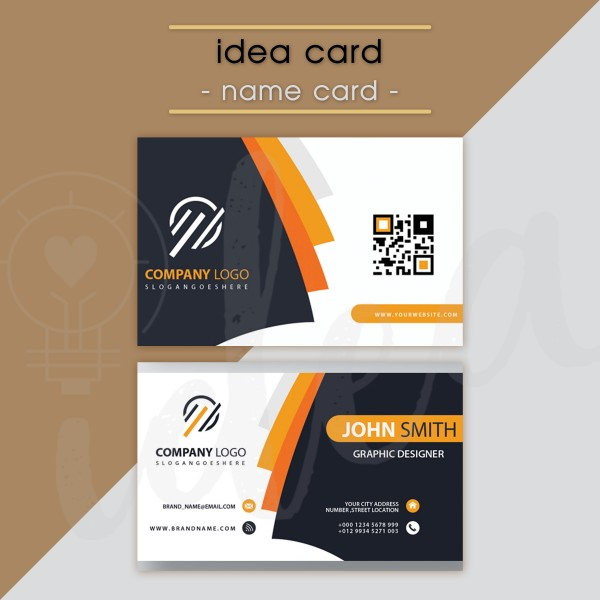 idea card
- name card -
COMPANY LOGO
SLOGANGOESHERE
WWW.YOURWEBSITE.COM
COMPANY LOGO
SLOGANGOESHERE
JOHN SMITH
GRAPHIC DESIGNER
BRAND_NAME@EMAIL.COM
WWW.BRANDNAME.COM
YOUR CITY ADDRESS
NUMBER ,STREET LOCATION
+000 1234 5678 999
+012 9934 5271 003
idea